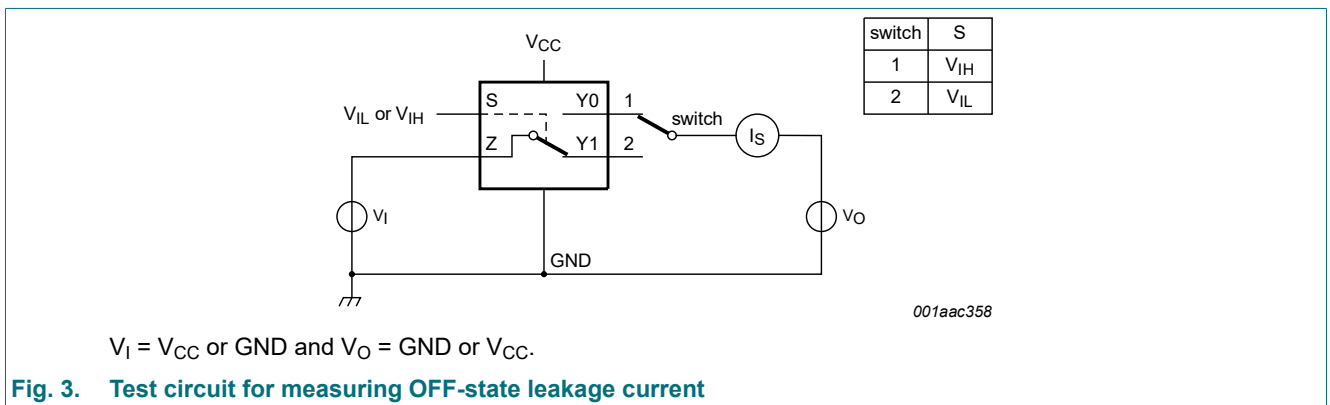 switch S
1 VIH
2 VIL
VCC
S Y0 1
VIL or VIH
switch
IS
Z Y1 2
VI
VO
GND
001aac358
VI = VCC or GND and VO = GND or VCC.
Fig. 3. Test circuit for measuring OFF-state leakage current